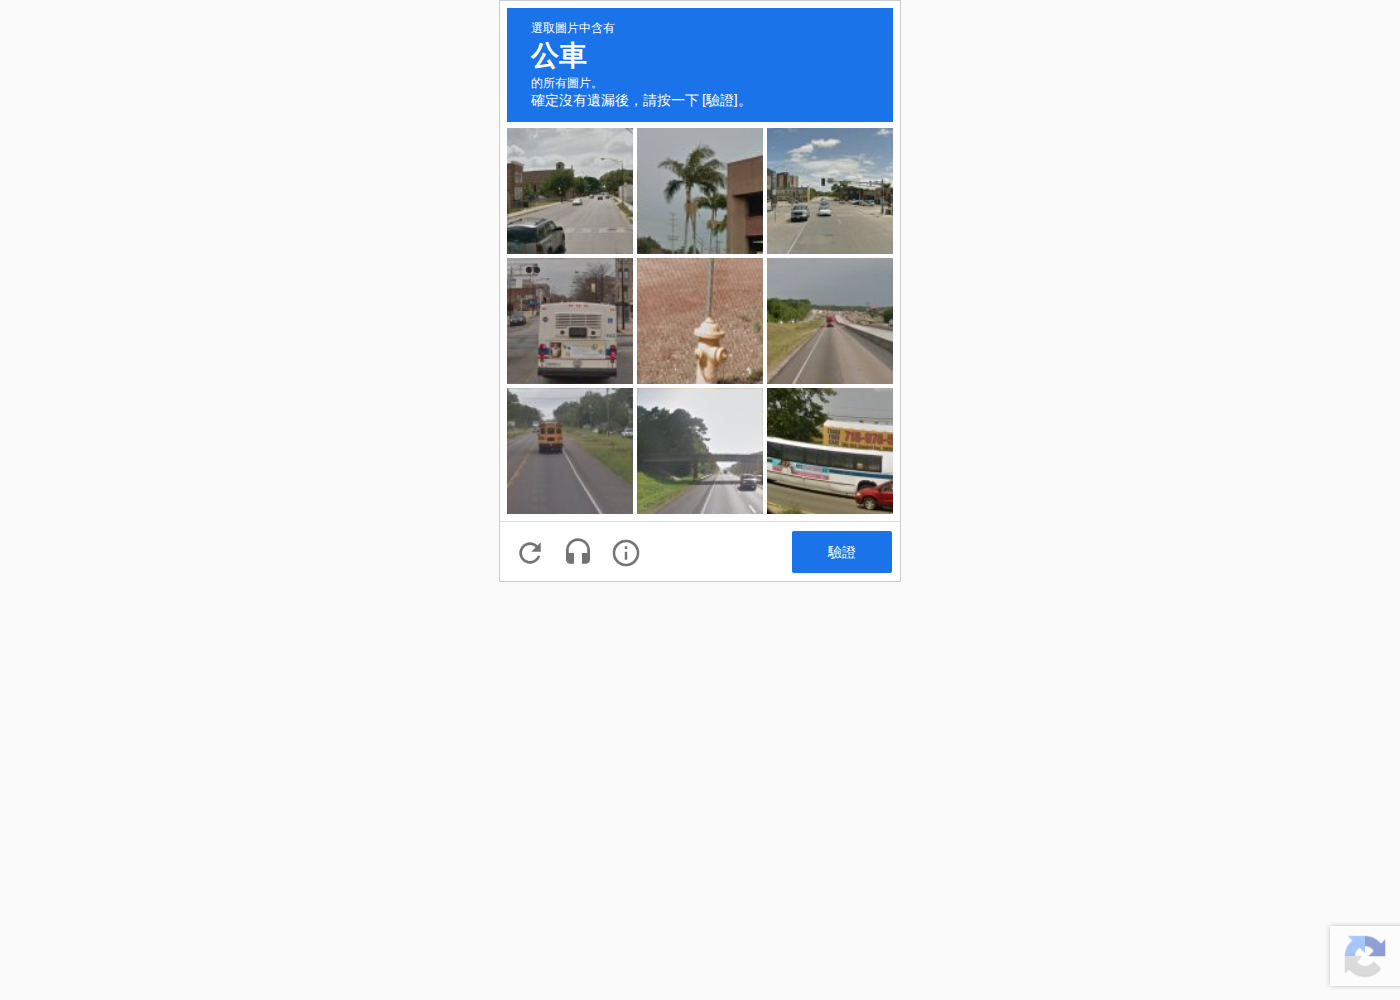 選取圖片中含有
公車
的所有圖片。
確定沒有遺漏後，請按一下 [驗證]。
驗證